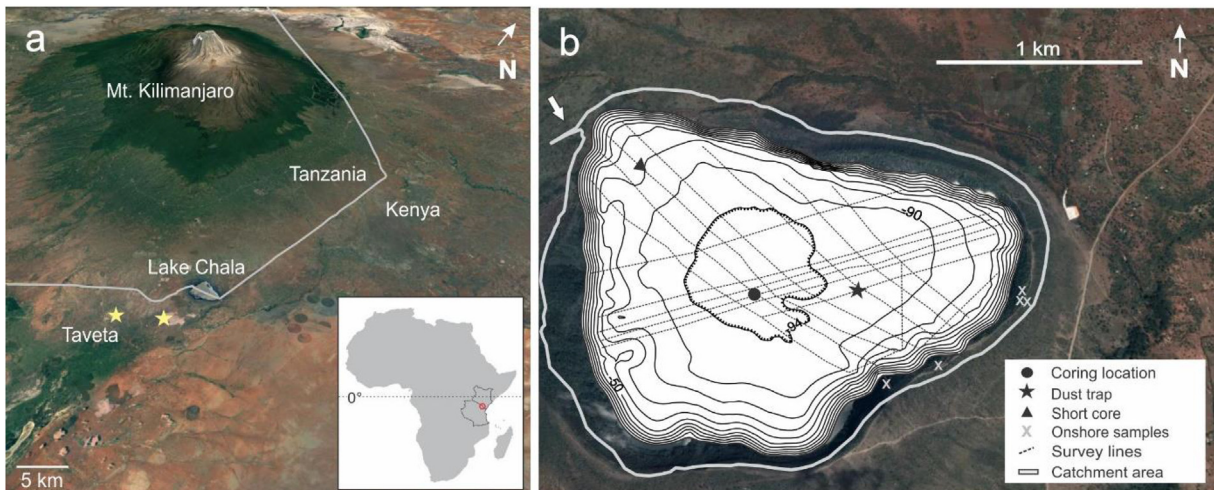 a
N
Mt. Kilimanjaro
Tanzania
Kenya
Lake Chala
Taveta
0°
5 km
b
1 km
N
-90
-94
-50
Coring location
Dust trap
Short core
x Onshore samples
Survey lines
Catchment area